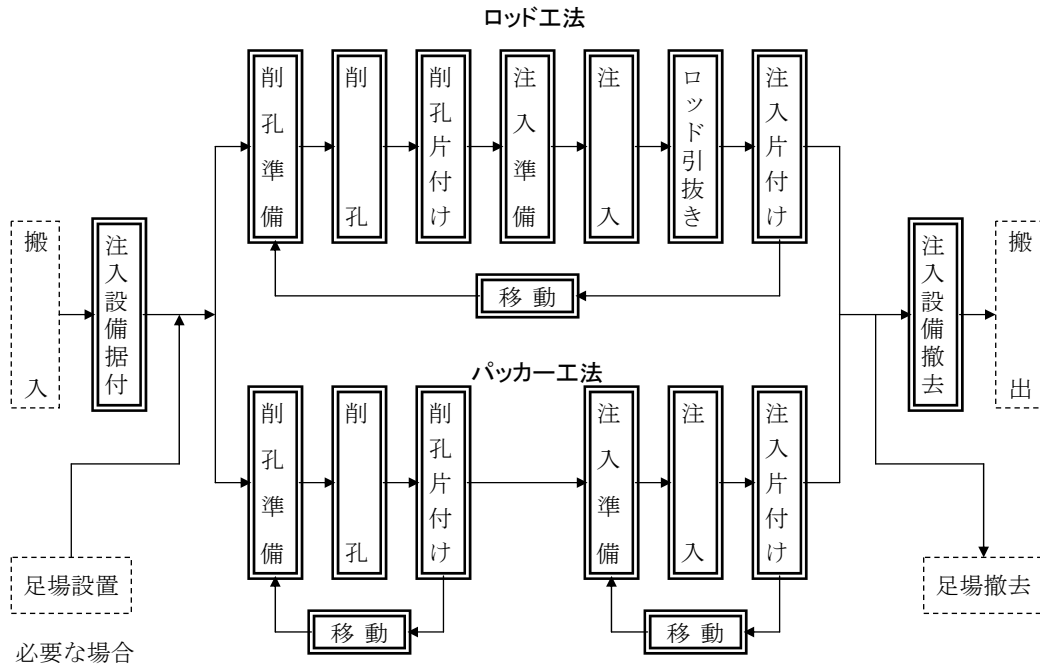 ロッド工法
搬入
注入設備据付
削孔準備
削孔
削孔片付け
注入準備
注入
ロッド引抜き
注入片付け
移動
注入設備撤去
搬出
パッカー工法
削孔準備
削孔
削孔片付け
注入準備
注入
注入片付け
移動
移動
足場設置
必要な場合
足場撤去